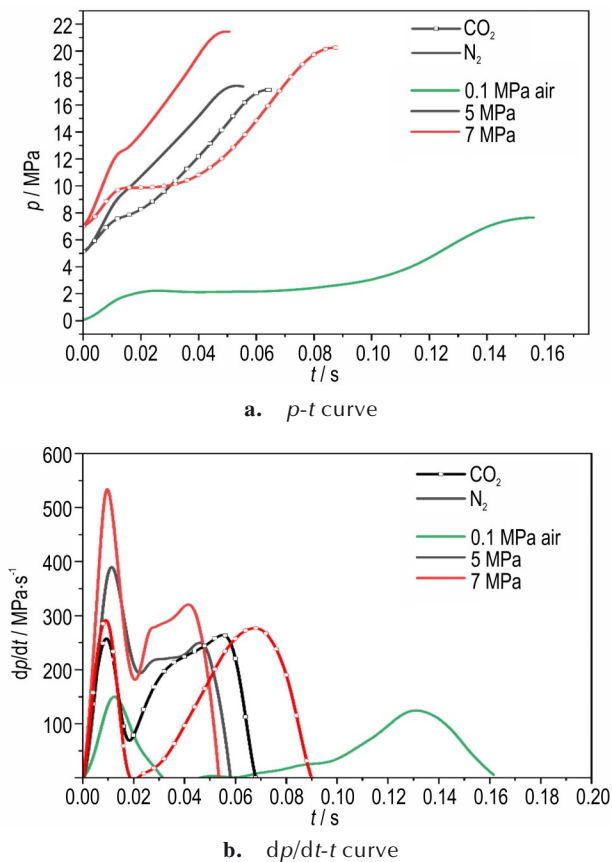 22
20
18
16
14
12
10
8
6
4
2
0
p / MPa
CO₂
N₂
0.1 MPa air
5 MPa
7 MPa
0.00 0.02 0.04 0.06 0.08 0.10 0.12 0.14 0.16
t / s
a. p-t curve
600
500
400
300
200
100
dp/dt / MPa·s⁻¹
CO₂
N₂
0.1 MPa air
5 MPa
7 MPa
0.00 0.02 0.04 0.06 0.08 0.10 0.12 0.14 0.16 0.20
t / s
b. dp/dt-t curve